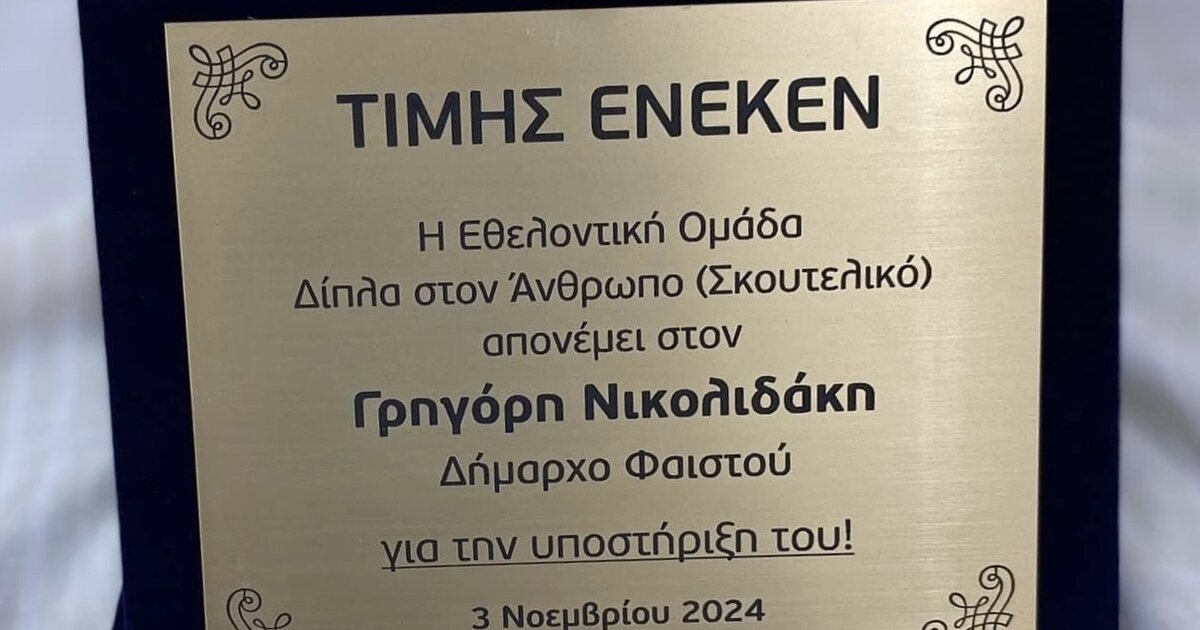 ΤΙΜΗΣ ΕΝΕΚΕΝ
Η Εθελοντική Ομάδα
Δίπλα στον Άνθρωπο (Σκουτελικό)
απονέμει στον
Γρηγόρη Νικολιδάκη
Δήμαρχο Φαιστού
για την υποστήριξη του!
3 Νοεμβρίου 2024